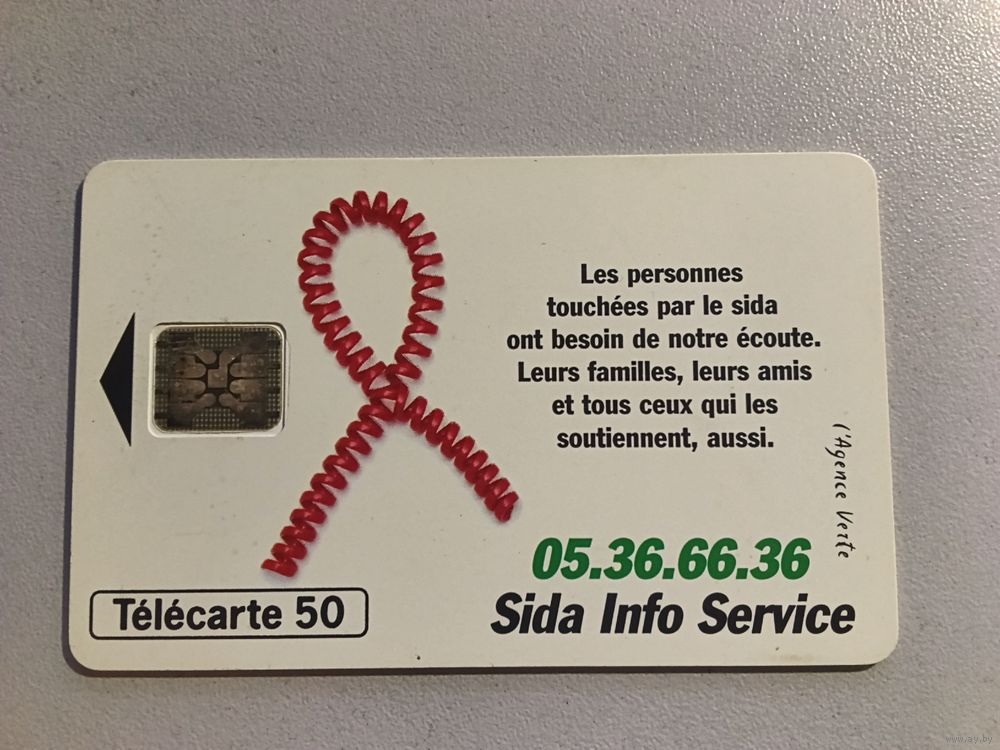 Les personnes
touchées par le sida
ont besoin de notre écoute.
Leurs familles, leurs amis
et tous ceux qui les
soutiennent, aussi.
l'Agence Verte
05.36.66.36
Sida Info Service
Télécarte 50
www.ay.by